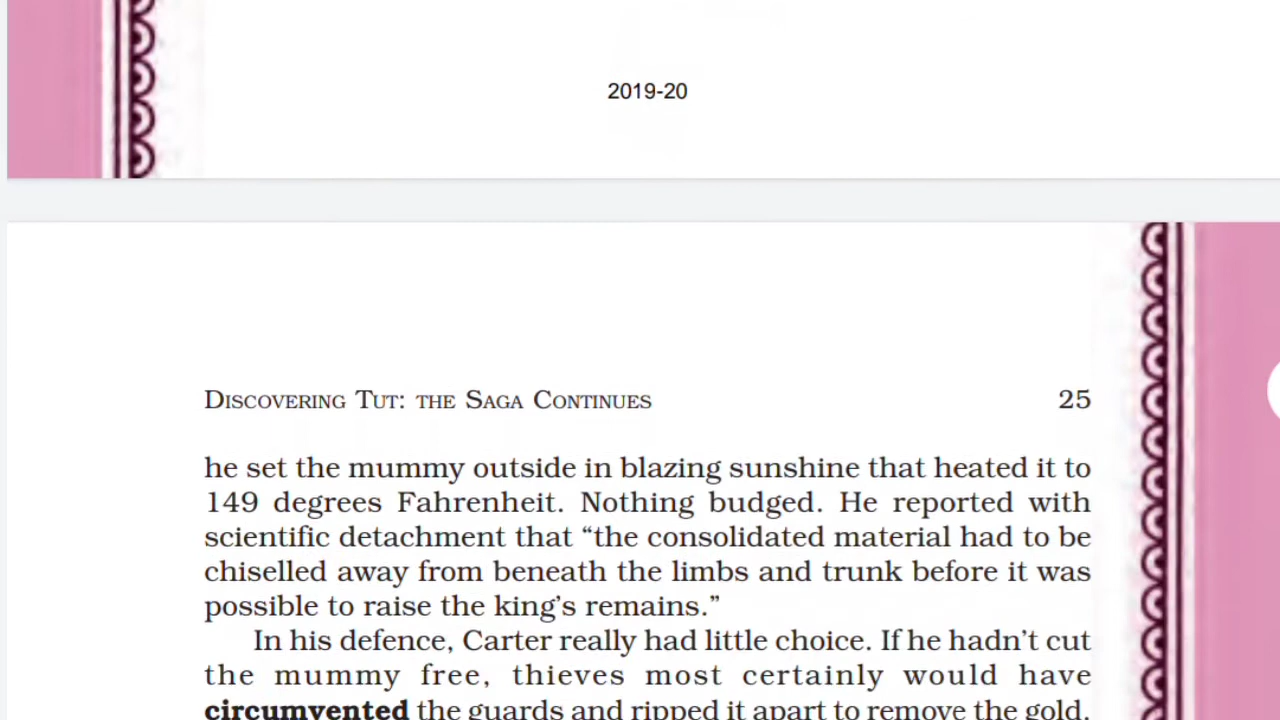 2019-20
DISCOVERING TUT: THE SAGA CONTINUES 25
he set the mummy outside in blazing sunshine that heated it to
149 degrees Fahrenheit. Nothing budged. He reported with
scientific detachment that “the consolidated material had to be
chiselled away from beneath the limbs and trunk before it was
possible to raise the king’s remains.”
In his defence, Carter really had little choice. If he hadn’t cut
the mummy free, thieves most certainly would have
circumvented the guards and ripped it apart to remove the gold.